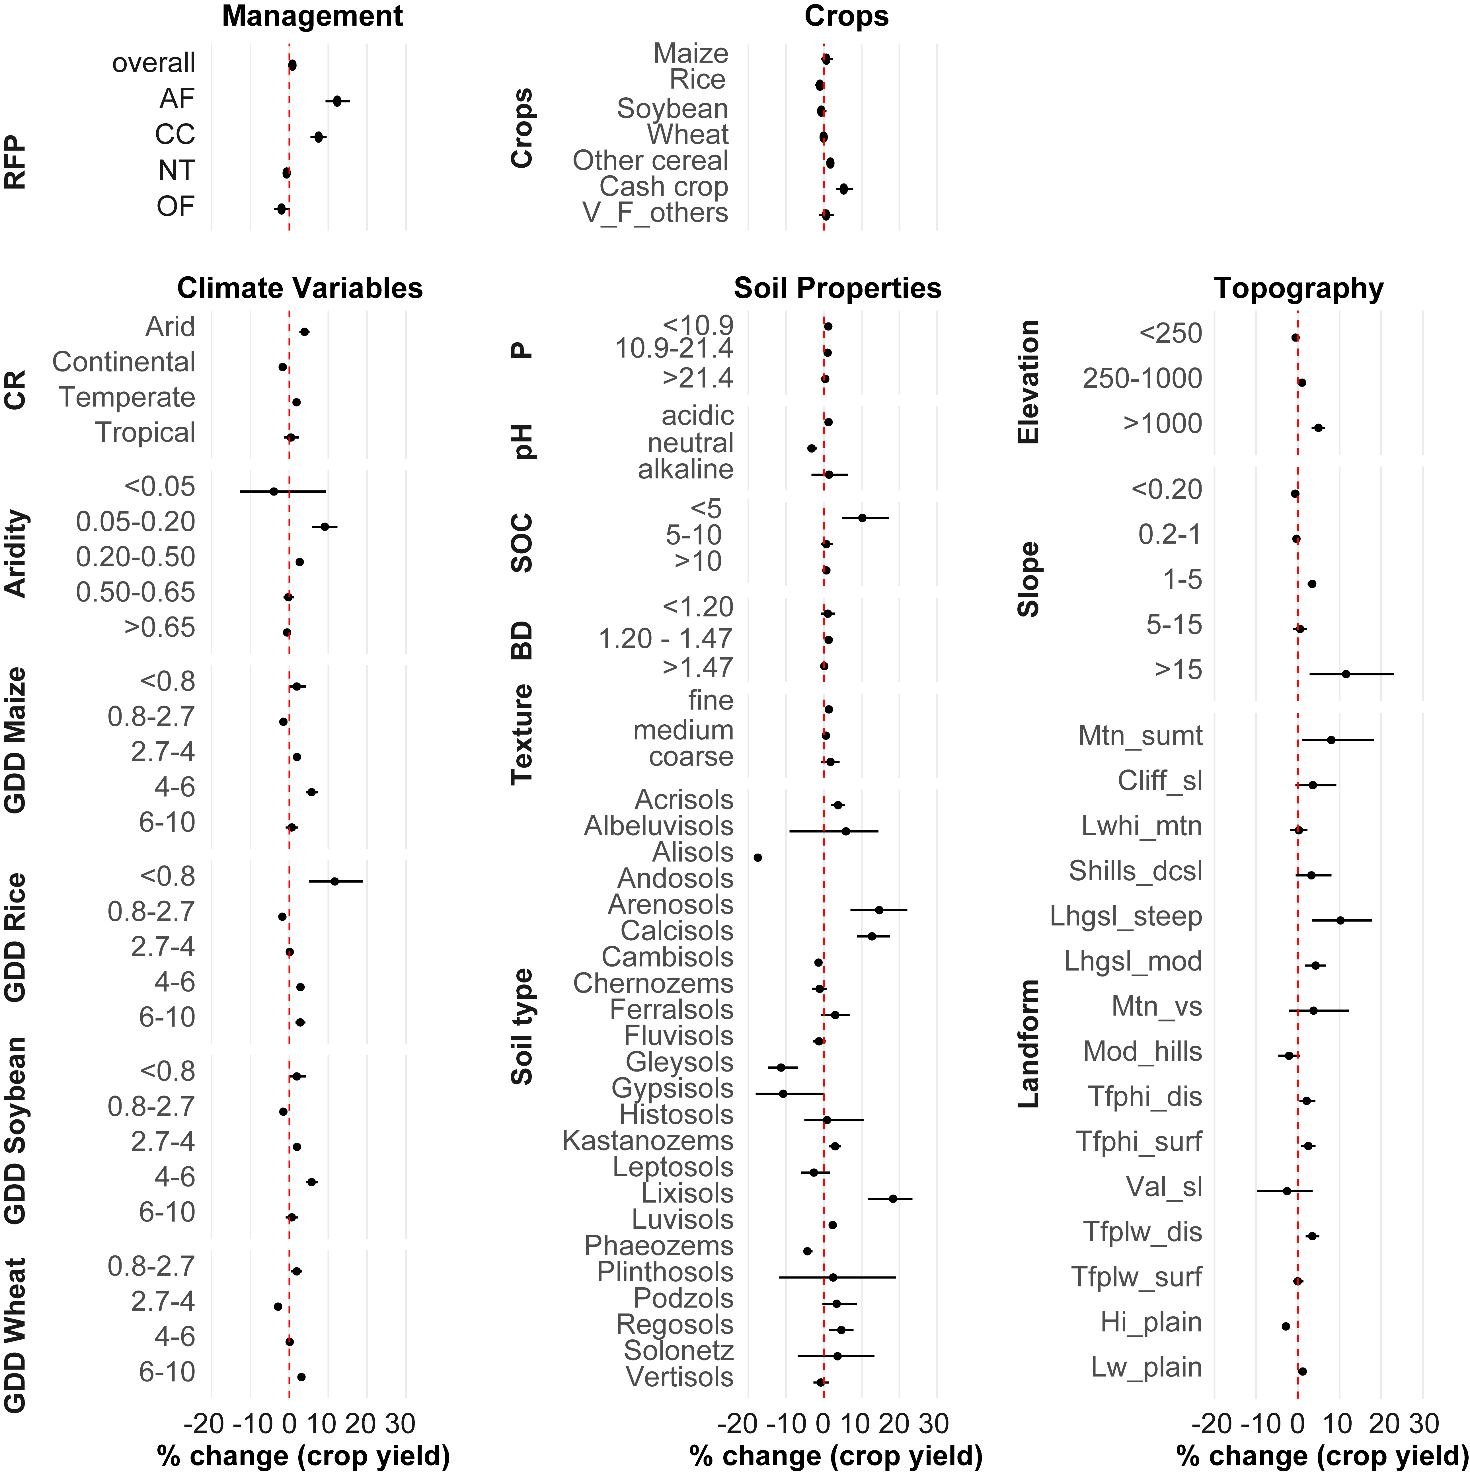 Management
RFP
overall
AF
CC
NT
OF
Crops
Crops
Maize
Rice
Soybean
Wheat
Other cereal
Cash crop
V_F_others
Climate Variables
CR
Arid
Continental
Temperate
Tropical
Aridity
<0.05
0.05-0.20
0.20-0.50
0.50-0.65
>0.65
GDD Maize
<0.8
0.8-2.7
2.7-4
4-6
6-10
GDD Rice
<0.8
0.8-2.7
2.7-4
4-6
6-10
GDD Soybean
<0.8
0.8-2.7
2.7-4
4-6
6-10
GDD Wheat
0.8-2.7
2.7-4
4-6
6-10
-20 -10 0 10 20 30
% change (crop yield)
Soil Properties
P
<10.9
10.9-21.4
>21.4
pH
acidic
neutral
alkaline
SOC
<5
5-10
>10
BD
<1.20
1.20 - 1.47
>1.47
Texture
fine
medium
coarse
Soil type
Acrisols
Albeluvisols
Alisols
Andosols
Arenosols
Calcisols
Cambisols
Chernozems
Ferralsols
Fluvisols
Gleysols
Gypsisols
Histosols
Kastanozems
Leptosols
Lixisols
Luvisols
Phaeozems
Plinthosols
Podzols
Regosols
Solonetz
Vertisols
-20 -10 0 10 20 30
% change (crop yield)
Topography
Elevation
<250
250-1000
>1000
Slope
<0.20
0.2-1
1-5
5-15
>15
Landform
Mtn_sumt
Cliff_sl
Lwhi_mtn
Shills_dcsl
Lhgsl_steep
Lhgsl_mod
Mtn_vs
Mod_hills
Tfphi_dis
Tfphi_surf
Val_sl
Tfplw_dis
Tfplw_surf
Hi_plain
Lw_plain
-20 -10 0 10 20 30
% change (crop yield)